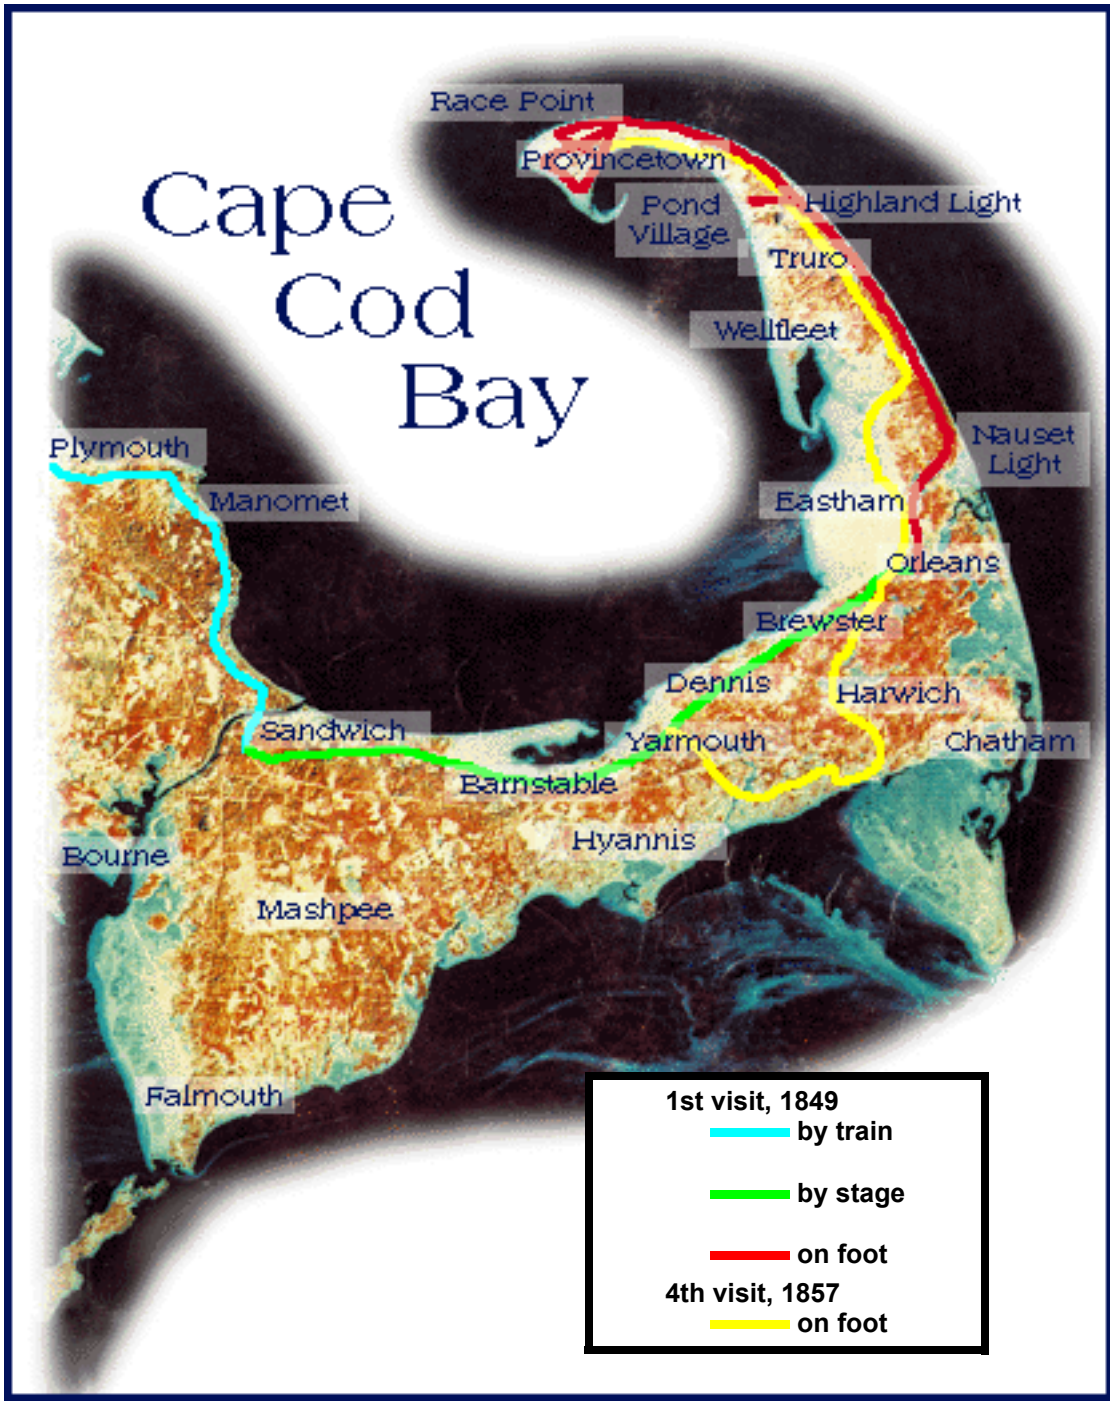 Race Point
Provincetown
Cape
Cod
Bay
Pond
Village
Highland Light
Truro
Wellfleet
Plymouth
Manomet
Nauset
Light
Eastham
Orleans
Brewster
Dennis
Harwich
Sandwich
Yarmouth
Chatham
Barnstable
Hyannis
Bourne
Mashpee
Falmouth
1st visit, 1849
by train
by stage
on foot
4th visit, 1857
on foot